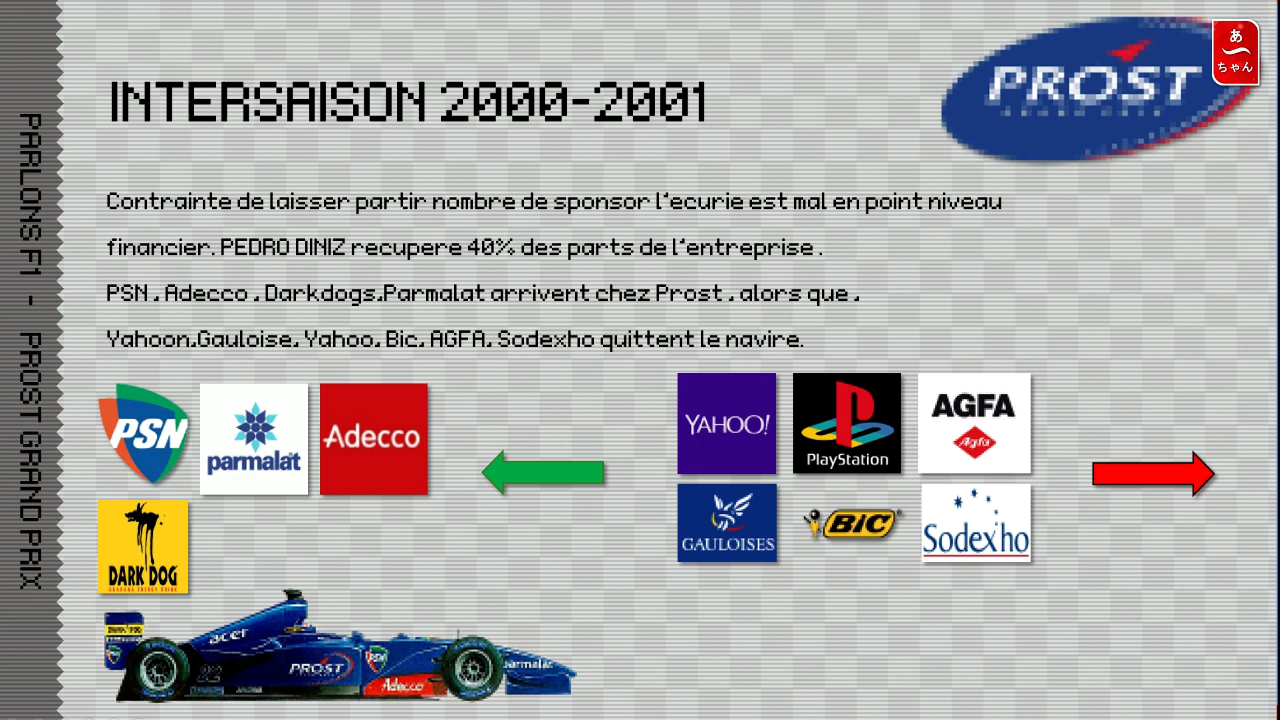 PROST
あ
ー
ちゃん
INTERSAISON 2000-2001
PARLONS F1 - PROST GRAND PRIX
Contrainte de laisser partir nombre de sponsor l'ecurie est mal en point niveau
financier. PEDRO DINIZ recupere 40% des parts de l'entreprise .
PSN , Adecco , Darkdogs,Parmalat arrivent chez Prost , alors que ,
Yahoon,Gauloise, Yahoo, Bic, AGFA, Sodexho quittent le navire.
PSN
parmalat
Adecco
YAHOO!
PlayStation
AGFA
Agfa
DARK DOG
GAULOISES
BIC
Sodexho
acer
PROST
PSN
Adecco
parmalat